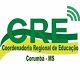 CRE
Coordenadoria Regional de Educação
Corumbá - MS